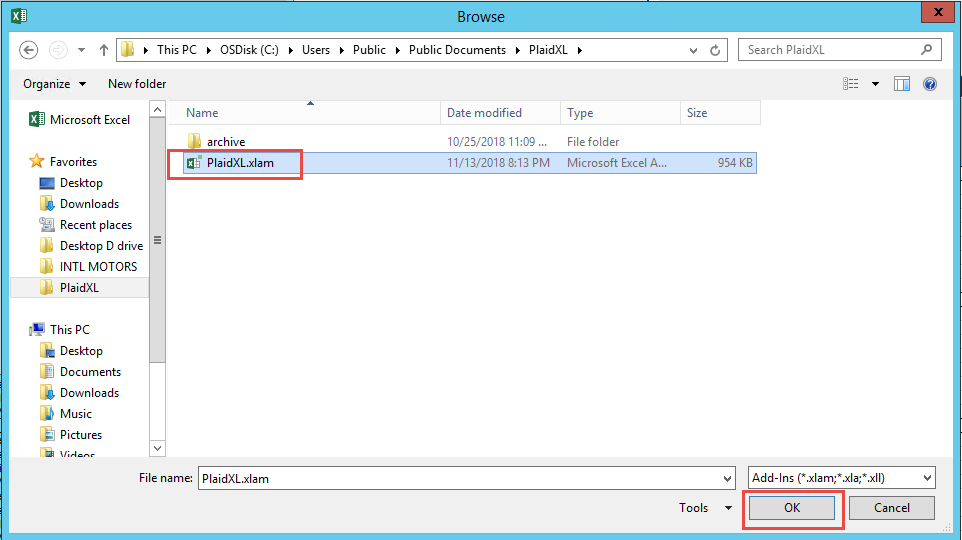 Browse
This PC OSDisk (C:) Users Public Public Documents PlaidXL Search PlaidXL
Organize New folder
Microsoft Excel
Favorites
Desktop
Downloads
Recent places
Desktop D drive
INTL MOTORS
PlaidXL
This PC
Desktop
Documents
Downloads
Music
Pictures
Videos
Name Date modified Type Size
archive 10/25/2018 11:09 ... File folder
PlaidXL.xlam 11/13/2018 8:13 PM Microsoft Excel A... 954 KB
File name: PlaidXL.xlam Add-Ins (*.xlam;*.xla;*.xll)
Tools OK Cancel